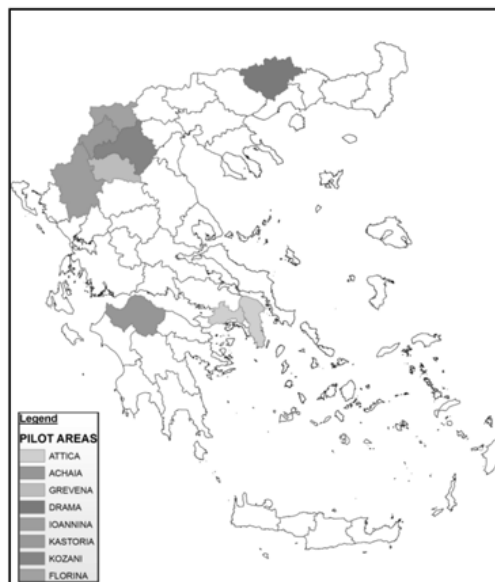 Legend
PILOT AREAS
ATTICA
ACHAIA
GREVENA
DRAMA
IOANNINA
KASTORIA
KOZANI
FLORINA